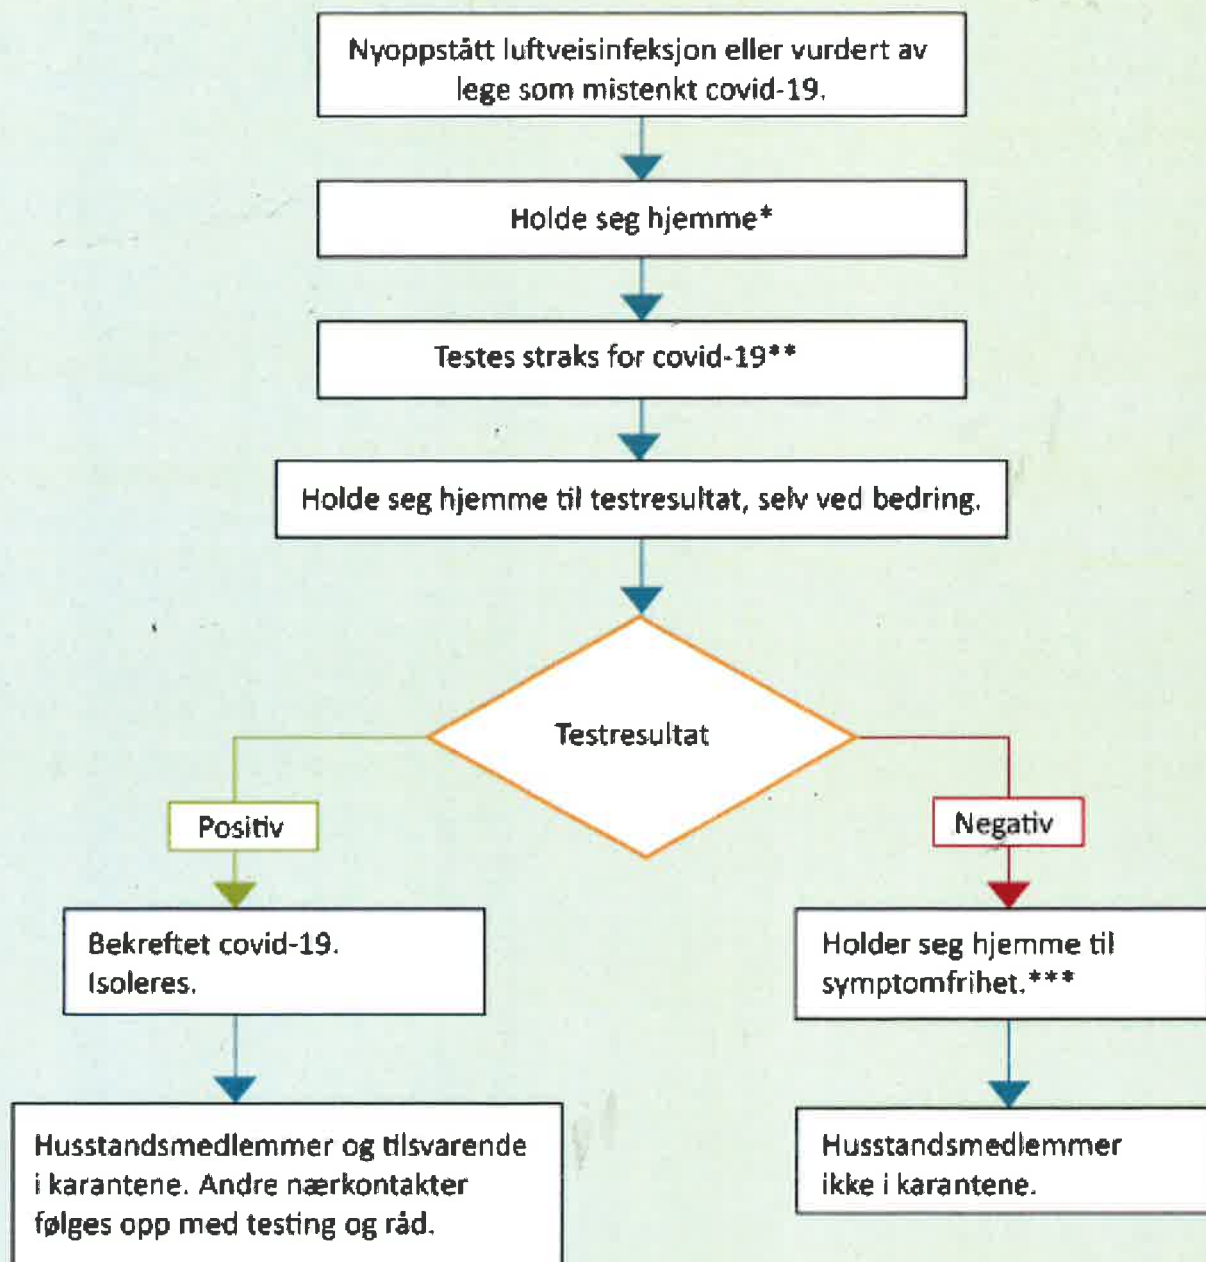 Nyoppstått luftveisinfeksjon eller vurdert av
lege som mistenkt covid-19.
Holde seg hjemme*
Testes straks for covid-19**
Holde seg hjemme til testresultat, selv ved bedring.
Testresultat
Positiv
Negativ
Bekreftet covid-19.
Isoleres.
Holder seg hjemme til
symptomfrihet.***
Husstandsmedlemmer og tilsvarende
i karantene. Andre nærkontakter
følges opp med testing og råd.
Husstandsmedlemmer
ikke i karantene.